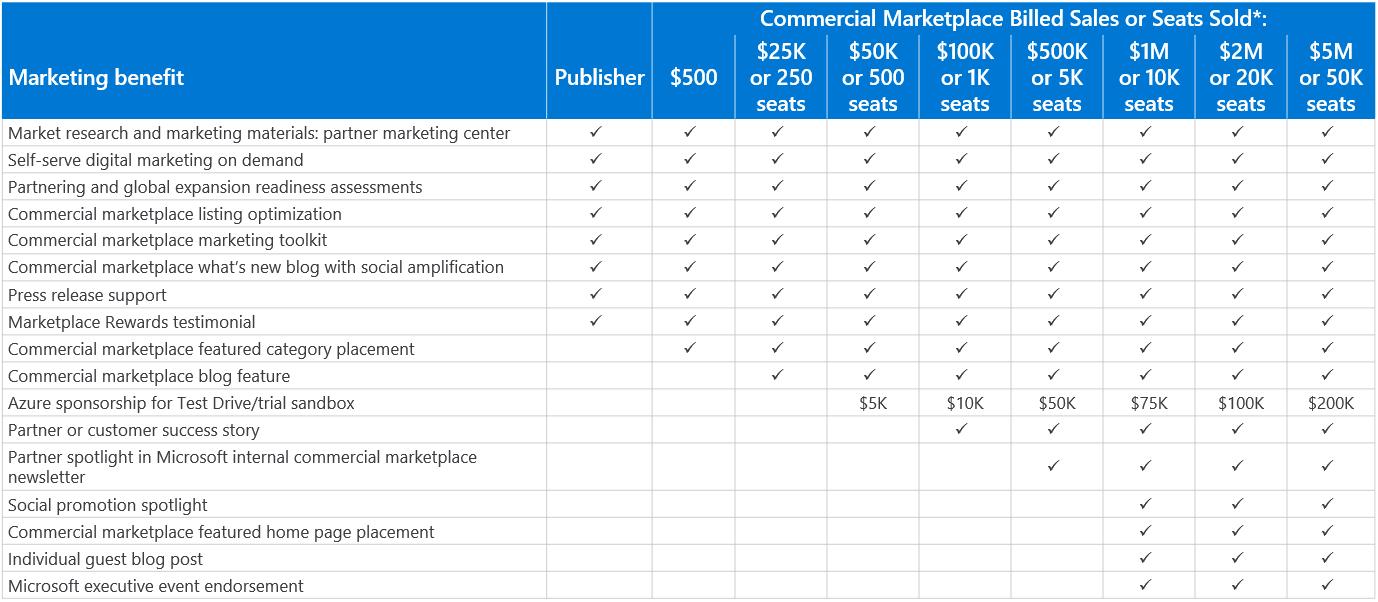 Commercial Marketplace Billed Sales or Seats Sold*:
Marketing benefit Publisher $500 $25K or 250 seats $50K or 500 seats $100K or 1K seats $500K or 5K seats $1M or 10K seats $2M or 20K seats $5M or 50K seats
Market research and marketing materials: partner marketing center ✓ ✓ ✓ ✓ ✓ ✓ ✓ ✓ ✓
Self-serve digital marketing on demand ✓ ✓ ✓ ✓ ✓ ✓ ✓ ✓ ✓
Partnering and global expansion readiness assessments ✓ ✓ ✓ ✓ ✓ ✓ ✓ ✓ ✓
Commercial marketplace listing optimization ✓ ✓ ✓ ✓ ✓ ✓ ✓ ✓ ✓
Commercial marketplace marketing toolkit ✓ ✓ ✓ ✓ ✓ ✓ ✓ ✓ ✓
Commercial marketplace what's new blog with social amplification ✓ ✓ ✓ ✓ ✓ ✓ ✓ ✓ ✓
Press release support ✓ ✓ ✓ ✓ ✓ ✓ ✓ ✓ ✓
Marketplace Rewards testimonial ✓ ✓ ✓ ✓ ✓ ✓ ✓ ✓ ✓
Commercial marketplace featured category placement ✓ ✓ ✓ ✓ ✓ ✓ ✓ ✓
Commercial marketplace blog feature ✓ ✓ ✓ ✓ ✓ ✓ ✓
Azure sponsorship for Test Drive/trial sandbox $5K $10K $50K $75K $100K $200K
Partner or customer success story ✓ ✓ ✓ ✓ ✓
Partner spotlight in Microsoft internal commercial marketplace
newsletter ✓ ✓ ✓ ✓
Social promotion spotlight ✓ ✓ ✓
Commercial marketplace featured home page placement ✓ ✓ ✓
Individual guest blog post ✓ ✓ ✓
Microsoft executive event endorsement ✓ ✓ ✓